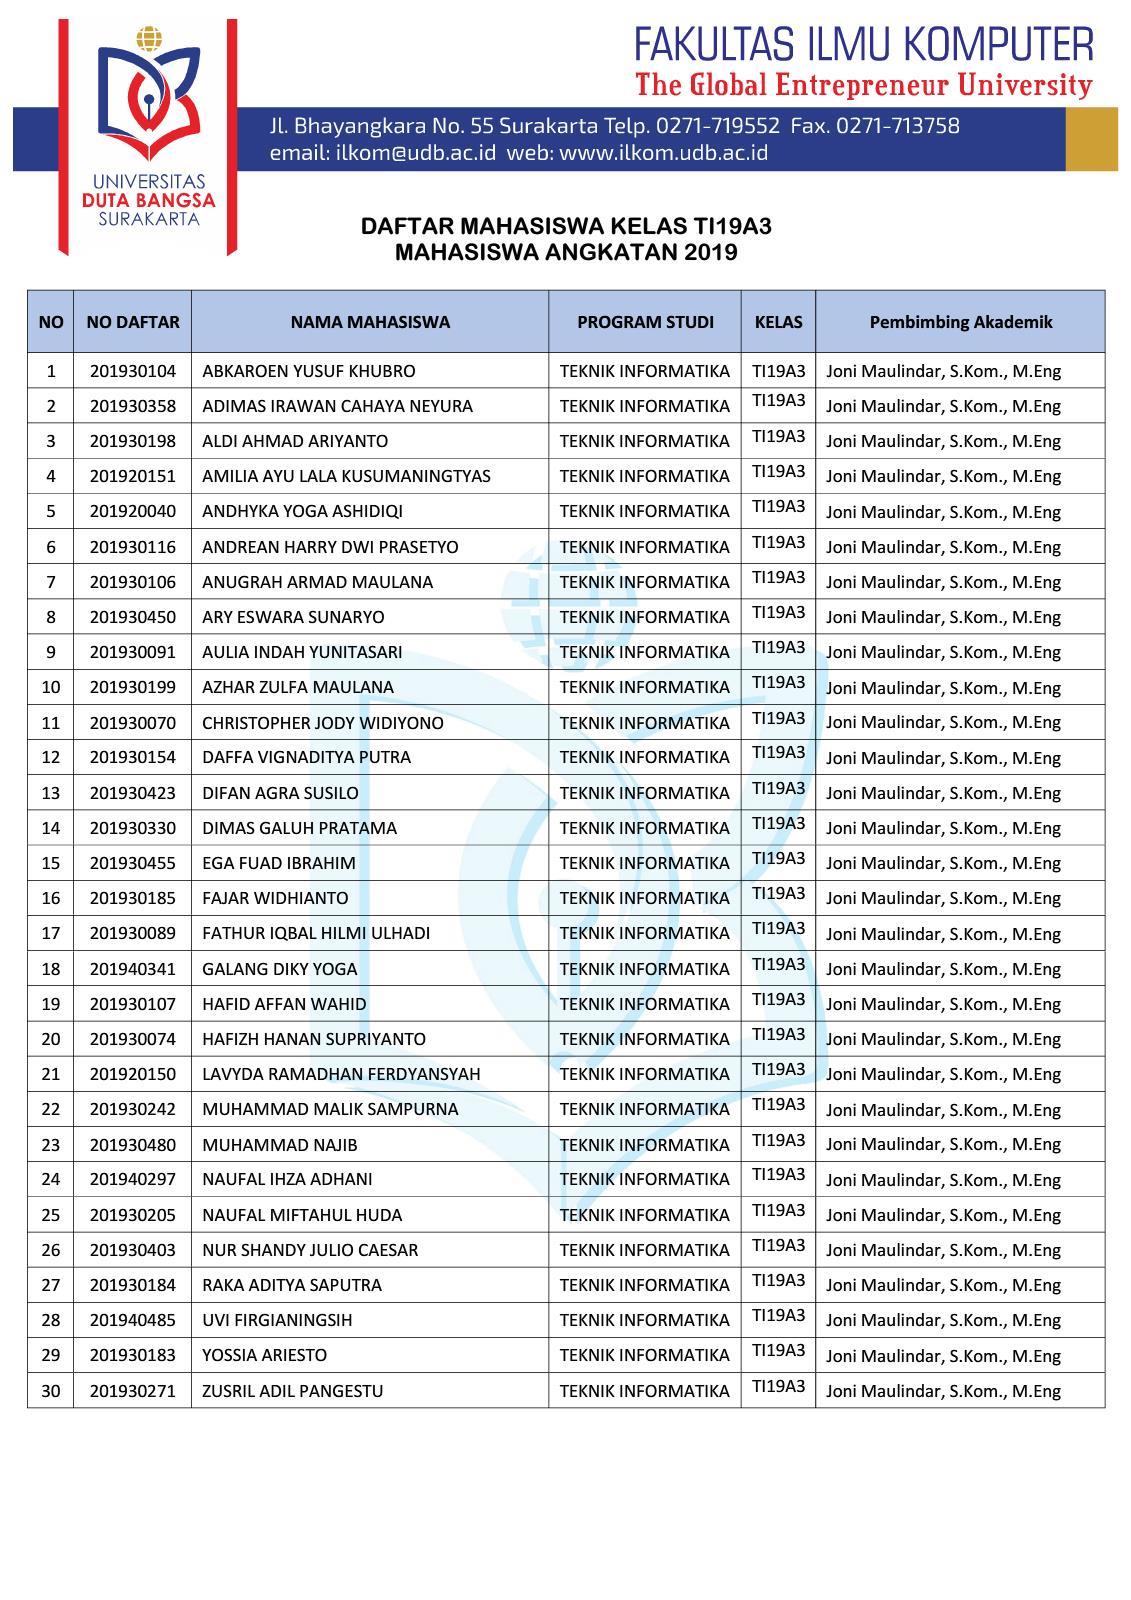 FAKULTAS ILMU KOMPUTER
The Global Entrepreneur University
Jl. Bhayangkara No. 55 Surakarta Telp. 0271-719552 Fax. 0271-713758
email: ilkom@udb.ac.id web: www.ilkom.udb.ac.id
UNIVERSITAS
DUTA BANGSA
SURAKARTA
DAFTAR MAHASISWA KELAS TI19A3
MAHASISWA ANGKATAN 2019
NO NO DAFTAR NAMA MAHASISWA PROGRAM STUDI KELAS Pembimbing Akademik
1 201930104 ABKAROEN YUSUF KHUBRO TEKNIK INFORMATIKA TI19A3 Joni Maulindar, S.Kom., M.Eng
2 201930358 ADIMAS IRAWAN CAHAYA NEYURA TEKNIK INFORMATIKA TI19A3 Joni Maulindar, S.Kom., M.Eng
3 201930198 ALDI AHMAD ARIYANTO TEKNIK INFORMATIKA TI19A3 Joni Maulindar, S.Kom., M.Eng
4 201920151 AMILIA AYU LALA KUSUMANINGTYAS TEKNIK INFORMATIKA TI19A3 Joni Maulindar, S.Kom., M.Eng
5 201920040 ANDHYKA YOGA ASHIDIQI TEKNIK INFORMATIKA TI19A3 Joni Maulindar, S.Kom., M.Eng
6 201930116 ANDREAN HARRY DWI PRASETYO TEKNIK INFORMATIKA TI19A3 Joni Maulindar, S.Kom., M.Eng
7 201930106 ANUGRAH ARMAD MAULANA TEKNIK INFORMATIKA TI19A3 Joni Maulindar, S.Kom., M.Eng
8 201930450 ARY ESWARA SUNARYO TEKNIK INFORMATIKA TI19A3 Joni Maulindar, S.Kom., M.Eng
9 201930091 AULIA INDAH YUNITASARI TEKNIK INFORMATIKA TI19A3 Joni Maulindar, S.Kom., M.Eng
10 201930199 AZHAR ZULFA MAULANA TEKNIK INFORMATIKA TI19A3 Joni Maulindar, S.Kom., M.Eng
11 201930070 CHRISTOPHER JODY WIDIYONO TEKNIK INFORMATIKA TI19A3 Joni Maulindar, S.Kom., M.Eng
12 201930154 DAFFA VIGNADITYA PUTRA TEKNIK INFORMATIKA TI19A3 Joni Maulindar, S.Kom., M.Eng
13 201930423 DIFAN AGRA SUSILO TEKNIK INFORMATIKA TI19A3 Joni Maulindar, S.Kom., M.Eng
14 201930330 DIMAS GALUH PRATAMA TEKNIK INFORMATIKA TI19A3 Joni Maulindar, S.Kom., M.Eng
15 201930455 EGA FUAD IBRAHIM TEKNIK INFORMATIKA TI19A3 Joni Maulindar, S.Kom., M.Eng
16 201930185 FAJAR WIDHIANTO TEKNIK INFORMATIKA TI19A3 Joni Maulindar, S.Kom., M.Eng
17 201930089 FATHUR IQBAL HILMI ULHADI TEKNIK INFORMATIKA TI19A3 Joni Maulindar, S.Kom., M.Eng
18 201940341 GALANG DIKY YOGA TEKNIK INFORMATIKA TI19A3 Joni Maulindar, S.Kom., M.Eng
19 201930107 HAFID AFFAN WAHID TEKNIK INFORMATIKA TI19A3 Joni Maulindar, S.Kom., M.Eng
20 201930074 HAFIZH HANAN SUPRIYANTO TEKNIK INFORMATIKA TI19A3 Joni Maulindar, S.Kom., M.Eng
21 201920150 LAVYDA RAMADHAN FERDYANSYAH TEKNIK INFORMATIKA TI19A3 Joni Maulindar, S.Kom., M.Eng
22 201930242 MUHAMMAD MALIK SAMPURNA TEKNIK INFORMATIKA TI19A3 Joni Maulindar, S.Kom., M.Eng
23 201930480 MUHAMMAD NAJIB TEKNIK INFORMATIKA TI19A3 Joni Maulindar, S.Kom., M.Eng
24 201940297 NAUFAL IHZA ADHANI TEKNIK INFORMATIKA TI19A3 Joni Maulindar, S.Kom., M.Eng
25 201930205 NAUFAL MIFTAHUL HUDA TEKNIK INFORMATIKA TI19A3 Joni Maulindar, S.Kom., M.Eng
26 201930403 NUR SHANDY JULIO CAESAR TEKNIK INFORMATIKA TI19A3 Joni Maulindar, S.Kom., M.Eng
27 201930184 RAKA ADITYA SAPUTRA TEKNIK INFORMATIKA TI19A3 Joni Maulindar, S.Kom., M.Eng
28 201940485 UVI FIRGIANINGSIH TEKNIK INFORMATIKA TI19A3 Joni Maulindar, S.Kom., M.Eng
29 201930183 YOSSIA ARIESTO TEKNIK INFORMATIKA TI19A3 Joni Maulindar, S.Kom., M.Eng
30 201930271 ZUSRIL ADIL PANGESTU TEKNIK INFORMATIKA TI19A3 Joni Maulindar, S.Kom., M.Eng